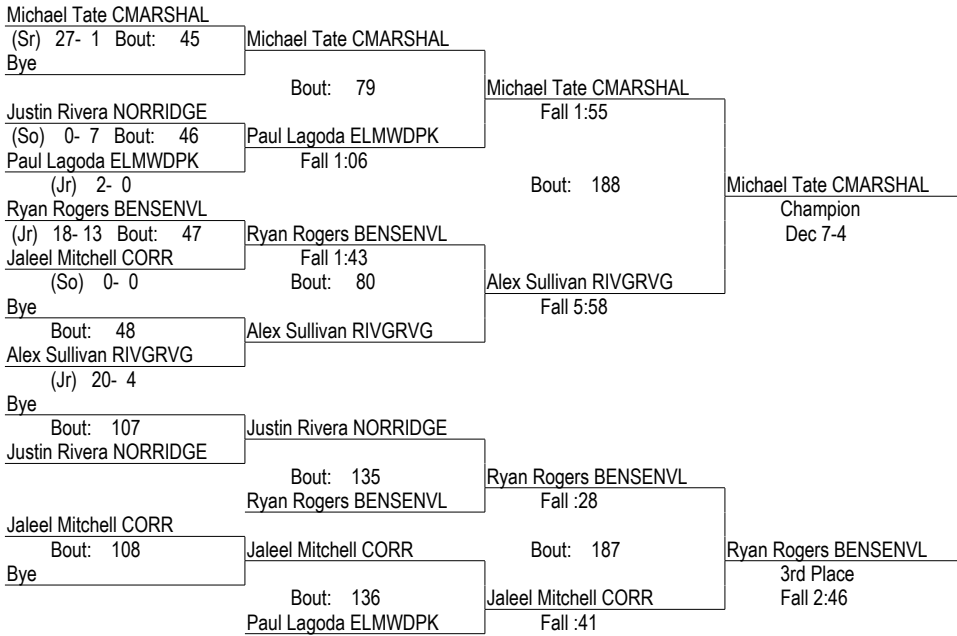 Michael Tate CMARSHAL
(Sr) 27- 1 Bout: 45 Michael Tate CMARSHAL
Bye
Bout: 79 Michael Tate CMARSHAL
Justin Rivera NORRIDGE Fall 1:55
(So) 0- 7 Bout: 46 Paul Lagoda ELMWDPK
Paul Lagoda ELMWDPK Fall 1:06
(Jr) 2- 0 Bout: 188 Michael Tate CMARSHAL
Ryan Rogers BENSENVL Champion
(Jr) 18- 13 Bout: 47 Ryan Rogers BENSENVL Dec 7-4
Jaleel Mitchell CORR Fall 1:43
(So) 0- 0 Bout: 80 Alex Sullivan RIVGRVG
Bye Fall 5:58
Bout: 48 Alex Sullivan RIVGRVG
Alex Sullivan RIVGRVG
(Jr) 20- 4
Bye
Bout: 107 Justin Rivera NORRIDGE
Justin Rivera NORRIDGE
Bout: 135 Ryan Rogers BENSENVL
Ryan Rogers BENSENVL Fall :28
Jaleel Mitchell CORR
Bout: 108 Jaleel Mitchell CORR Bout: 187 Ryan Rogers BENSENVL
Bye 3rd Place
Bout: 136 Jaleel Mitchell CORR Fall 2:46
Paul Lagoda ELMWDPK Fall :41